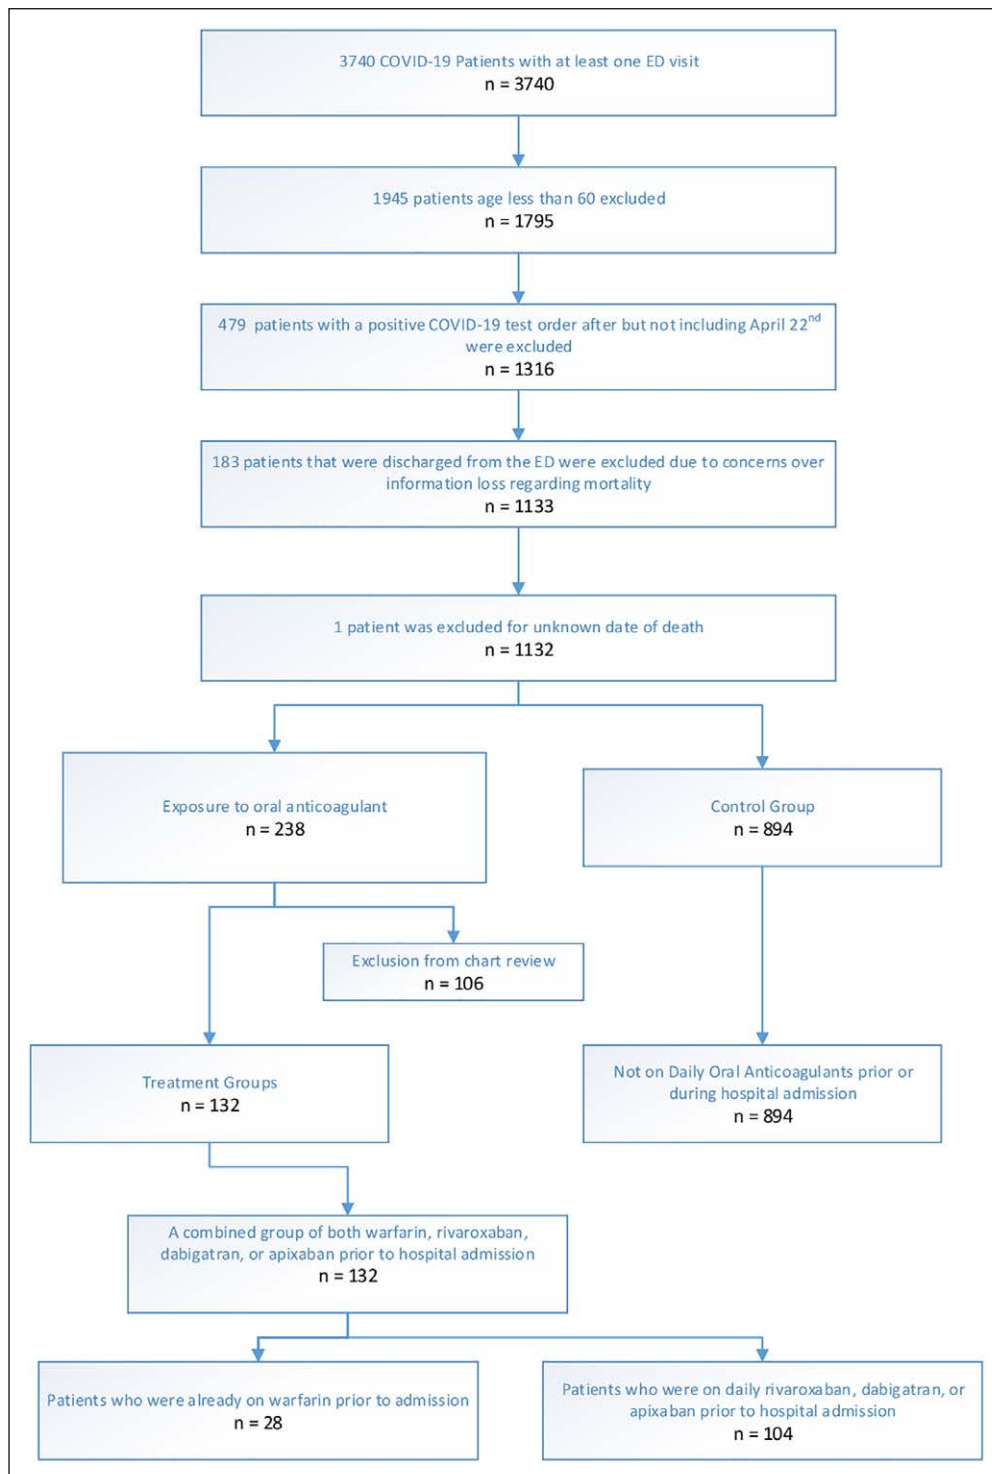 3740 COVID-19 Patients with at least one ED visit
n = 3740
1945 patients age less than 60 excluded
n = 1795
479 patients with a positive COVID-19 test order after but not including April 22nd
were excluded
n = 1316
183 patients that were discharged from the ED were excluded due to concerns over
information loss regarding mortality
n = 1133
1 patient was excluded for unknown date of death
n = 1132
Exposure to oral anticoagulant
n = 238
Control Group
n = 894
Exclusion from chart review
n = 106
Treatment Groups
n = 132
Not on Daily Oral Anticoagulants prior or
during hospital admission
n = 894
A combined group of both warfarin, rivaroxaban,
dabigatran, or apixaban prior to hospital admission
n = 132
Patients who were already on warfarin prior to admission
n = 28
Patients who were on daily rivaroxaban, dabigatran, or
apixaban prior to hospital admission
n = 104